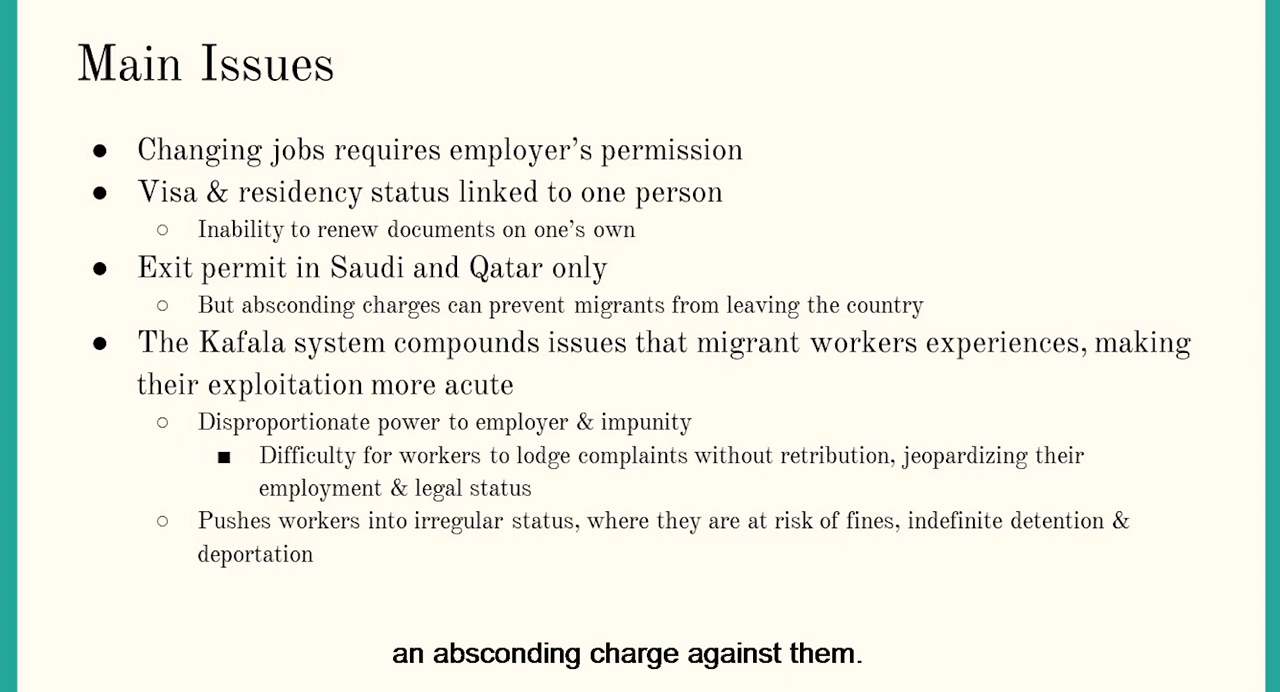 Main Issues
● Changing jobs requires employer’s permission
● Visa & residency status linked to one person
○ Inability to renew documents on one’s own
● Exit permit in Saudi and Qatar only
○ But absconding charges can prevent migrants from leaving the country
● The Kafala system compounds issues that migrant workers experiences, making
their exploitation more acute
○ Disproportionate power to employer & impunity
■ Difficulty for workers to lodge complaints without retribution, jeopardizing their
employment & legal status
○ Pushes workers into irregular status, where they are at risk of fines, indefinite detention &
deportation
an absconding charge against them.